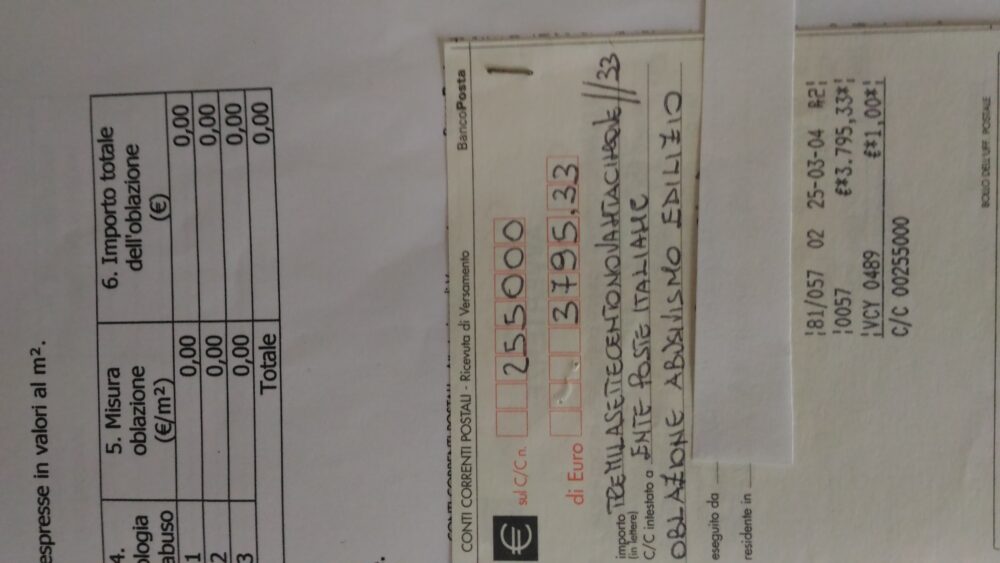 espresse in valori al m².
4.
ologia
abuso
5. Misura
oblazione
(€/m²)
6. Importo totale
dell'oblazione
(€)
1 0,00 0,00
2 0,00 0,00
3 0,00 0,00
Totale 0,00
CONTI CORRENTI POSTALI - Ricevuta di Versamento BancoPosta
€ sul C/C n. 255000
di Euro 3795,33
importo (in lettere) TREMILASETTECENTONOVANTACINQUE//33
C/C intestato a ENTE POSTE ITALIANE
OBLAZIONE ABUSIVISMO EDILIZIO
eseguito da
residente in
81/057 02 25-03-04 R2
0057 €*3.795,33*
VCY 0489 €*1,00*
C/C 00255000
BOLLO DELL'UFF. POSTALE